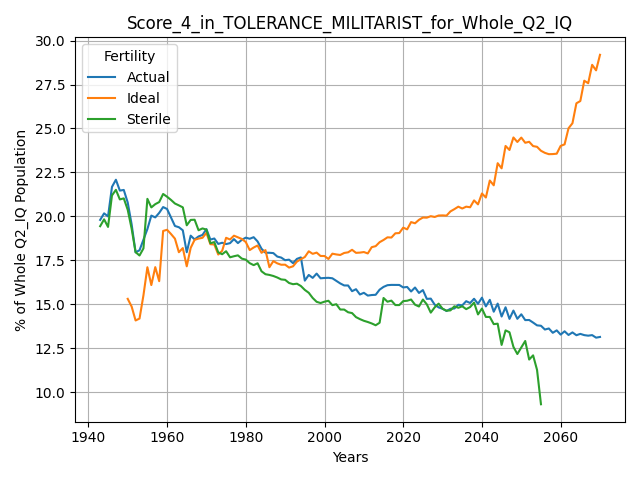 Score_4_in_TOLERANCE_MILITARIST_for_Whole_Q2_IQ
30.0
27.5
25.0
22.5
20.0
17.5
15.0
12.5
10.0
% of Whole Q2_IQ Population
Fertility
Actual
Ideal
Sterile
1940
1960
1980
2000
2020
2040
2060
Years